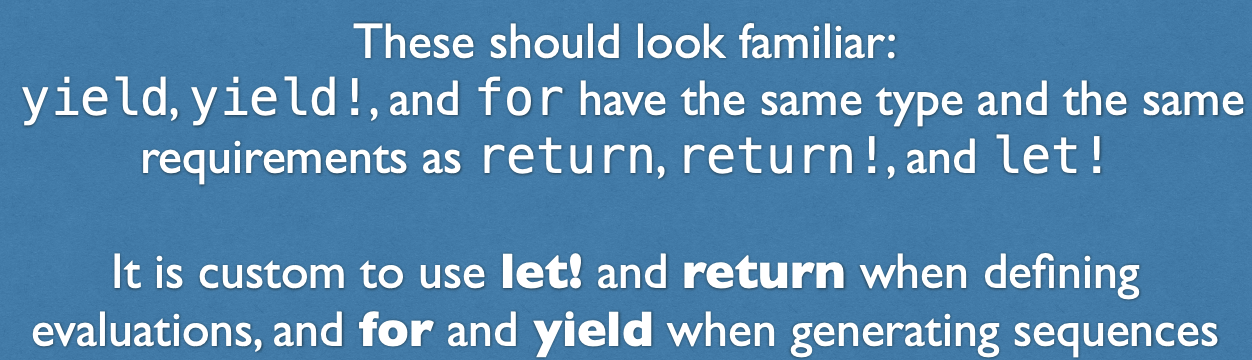 These should look familiar:
yield, yield!, and for have the same type and the same
requirements as return, return!, and let!
It is custom to use let! and return when defining
evaluations, and for and yield when generating sequences